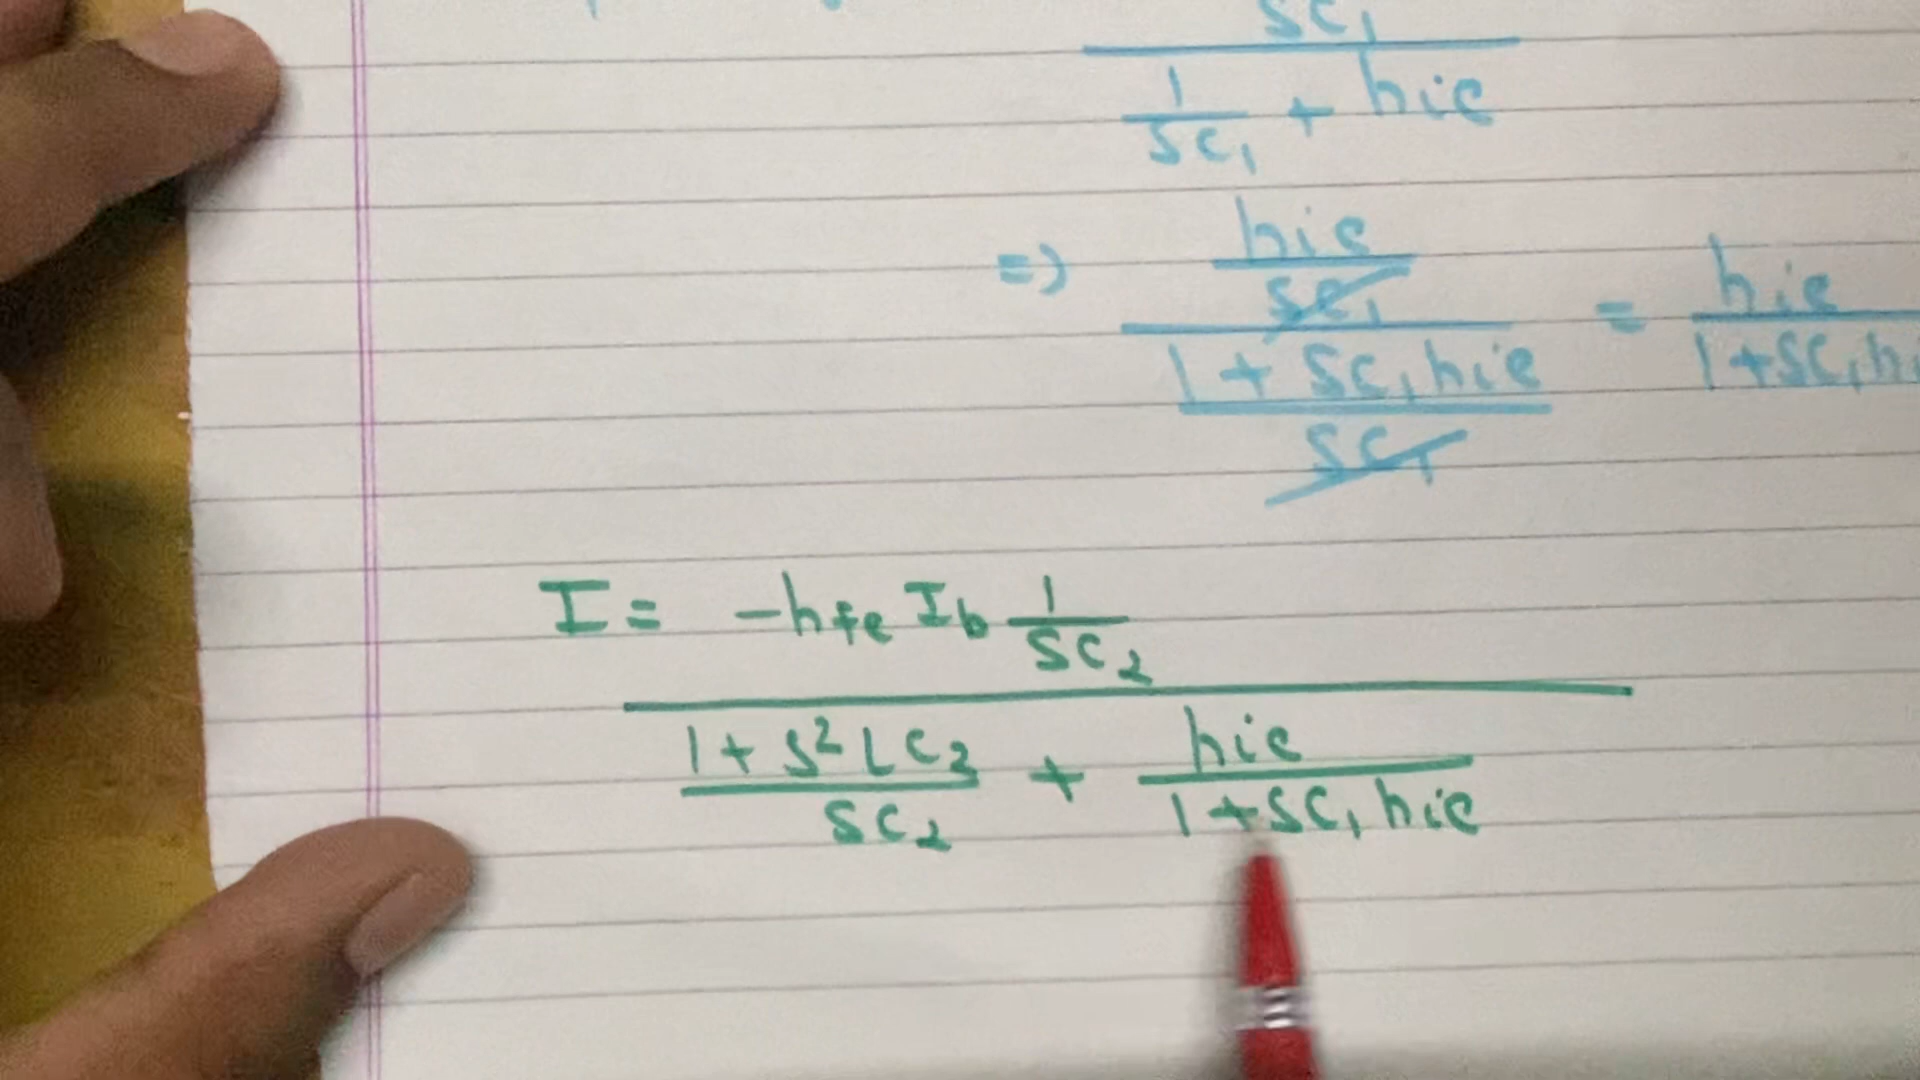 SC₁
1/SC₁ + hie
=> (hie/SC₁)/((1 + SC₁hie)/SC₁) = hie/1+SC₁h
I = -hfe Ib 1/SC₂
(1 + S²LC₂)/SC₂ + hie/(1+SC₁hie)